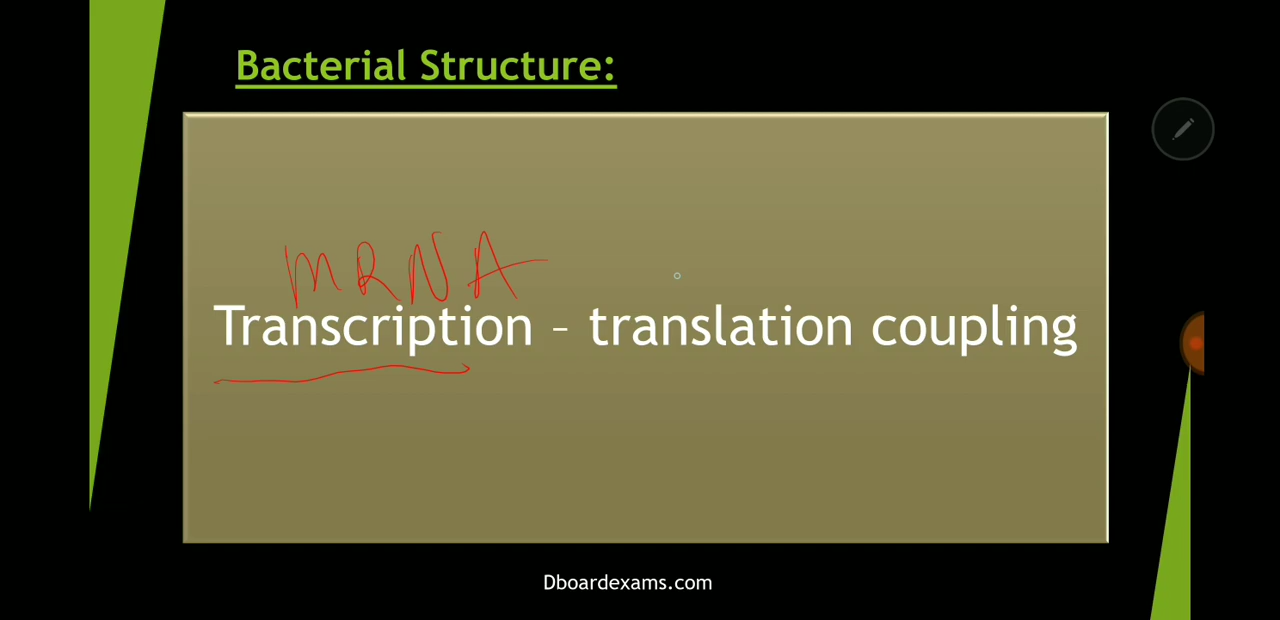 Bacterial Structure:
mRNA
Transcription – translation coupling
Dboardexams.com